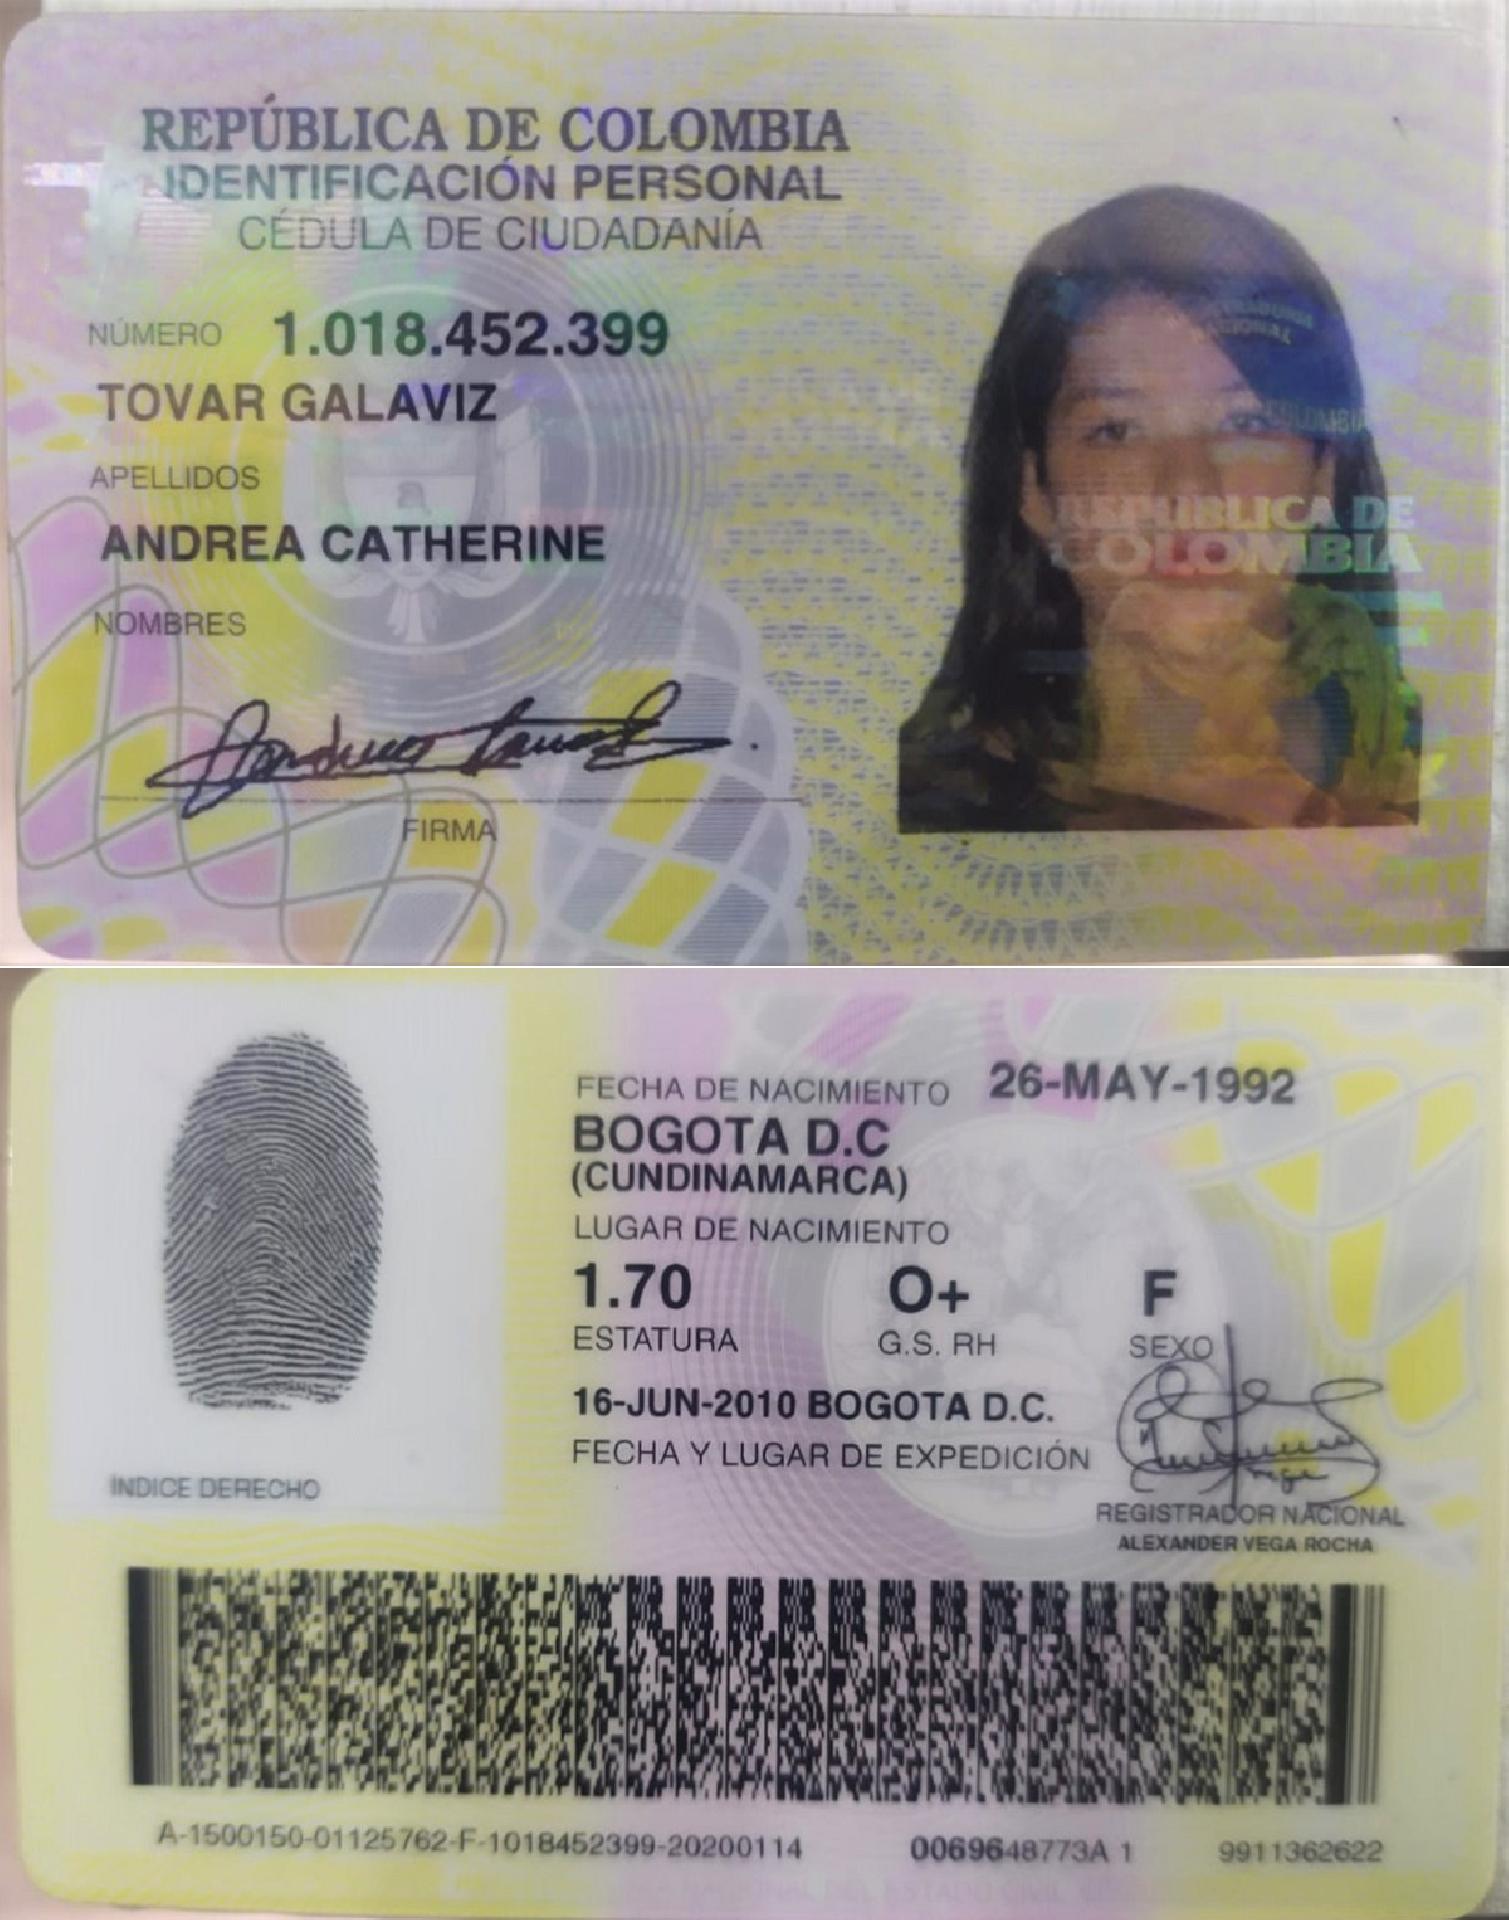 REPÚBLICA DE COLOMBIA
IDENTIFICACIÓN PERSONAL
CÉDULA DE CIUDADANÍA
NÚMERO 1.018.452.399
TOVAR GALAVIZ
APELLIDOS
ANDREA CATHERINE
NOMBRES
FIRMA
COLOMBIA
REPUBLICA DE
COLOMBIA
FECHA DE NACIMIENTO 26-MAY-1992
BOGOTA D.C
(CUNDINAMARCA)
LUGAR DE NACIMIENTO
1.70 O+ F
ESTATURA G.S. RH SEXO
16-JUN-2010 BOGOTA D.C.
FECHA Y LUGAR DE EXPEDICIÓN
INDICE DERECHO
REGISTRADOR NACIONAL
ALEXANDER VEGA ROCHA
A-1500150-01125762-F-1018452399-20200114 0069648773A 1 9911362622